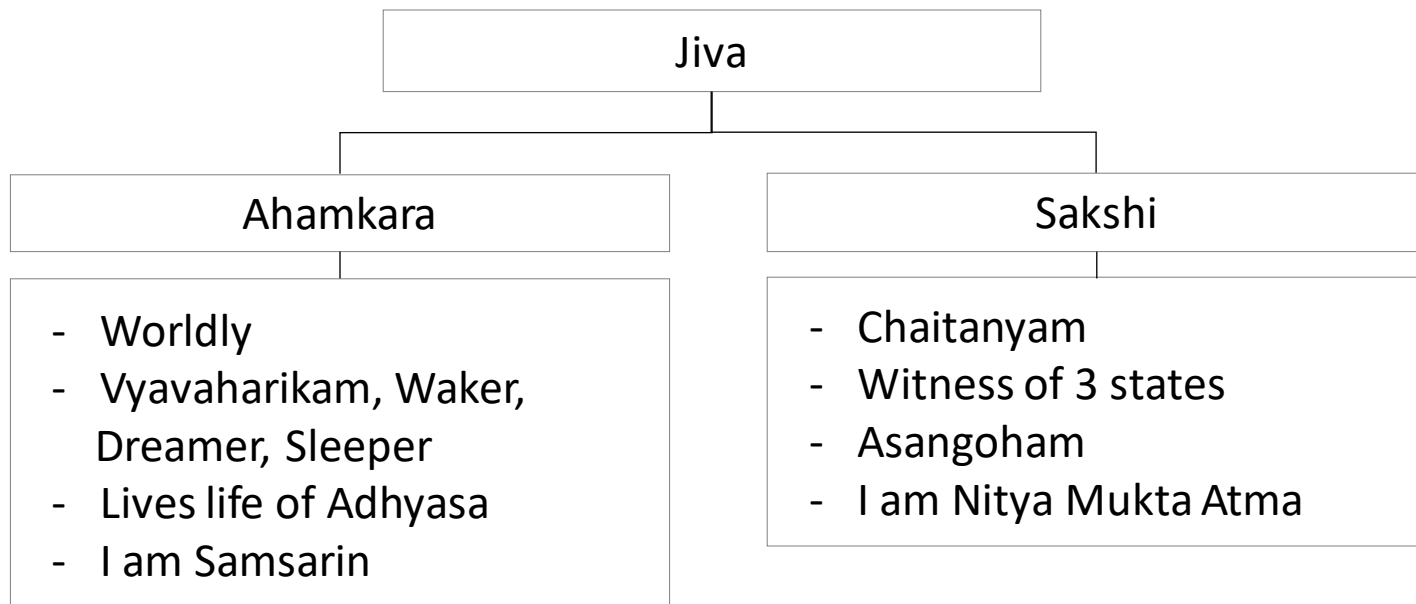 Jiva
Ahamkara
Sakshi
- Worldly
- Vyavaharikam, Waker,
Dreamer, Sleeper
- Lives life of Adhyasa
- I am Samsarin
- Chaitanyam
- Witness of 3 states
- Asangoham
- I am Nitya Mukta Atma